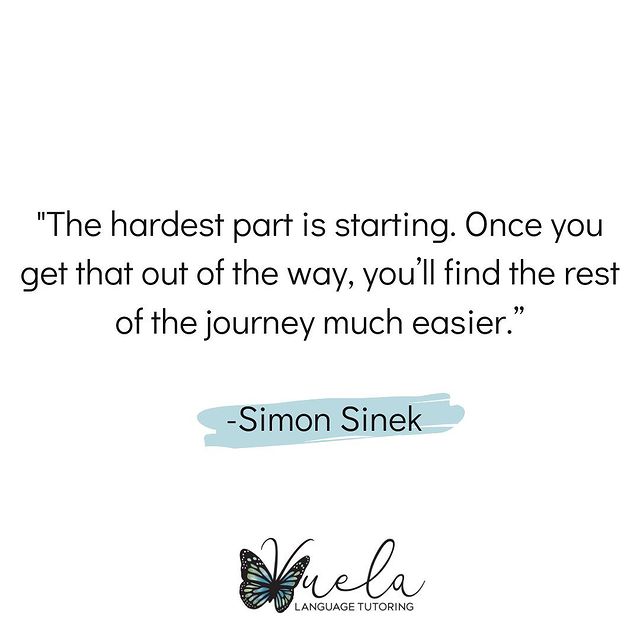 "The hardest part is starting. Once you
get that out of the way, you’ll find the rest
of the journey much easier.”
-Simon Sinek
Vuela
LANGUAGE TUTORING